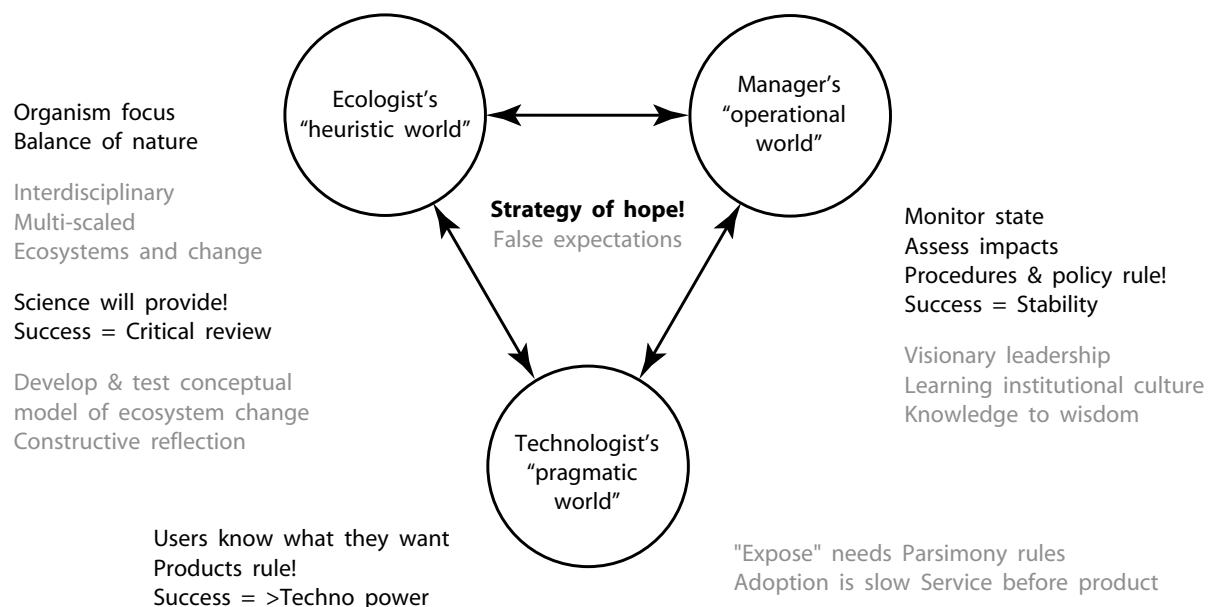 Ecologist's
"heuristic world"
Manager's
"operational
world"
Organism focus
Balance of nature
Interdisciplinary
Multi-scaled
Ecosystems and change
Science will provide!
Success = Critical review
Develop & test conceptual
model of ecosystem change
Constructive reflection
Strategy of hope!
False expectations
Monitor state
Assess impacts
Procedures & policy rule!
Success = Stability
Visionary leadership
Learning institutional culture
Knowledge to wisdom
Technologist's
"pragmatic
world"
Users know what they want
Products rule!
Success = >Techno power
"Expose" needs Parsimony rules
Adoption is slow Service before product